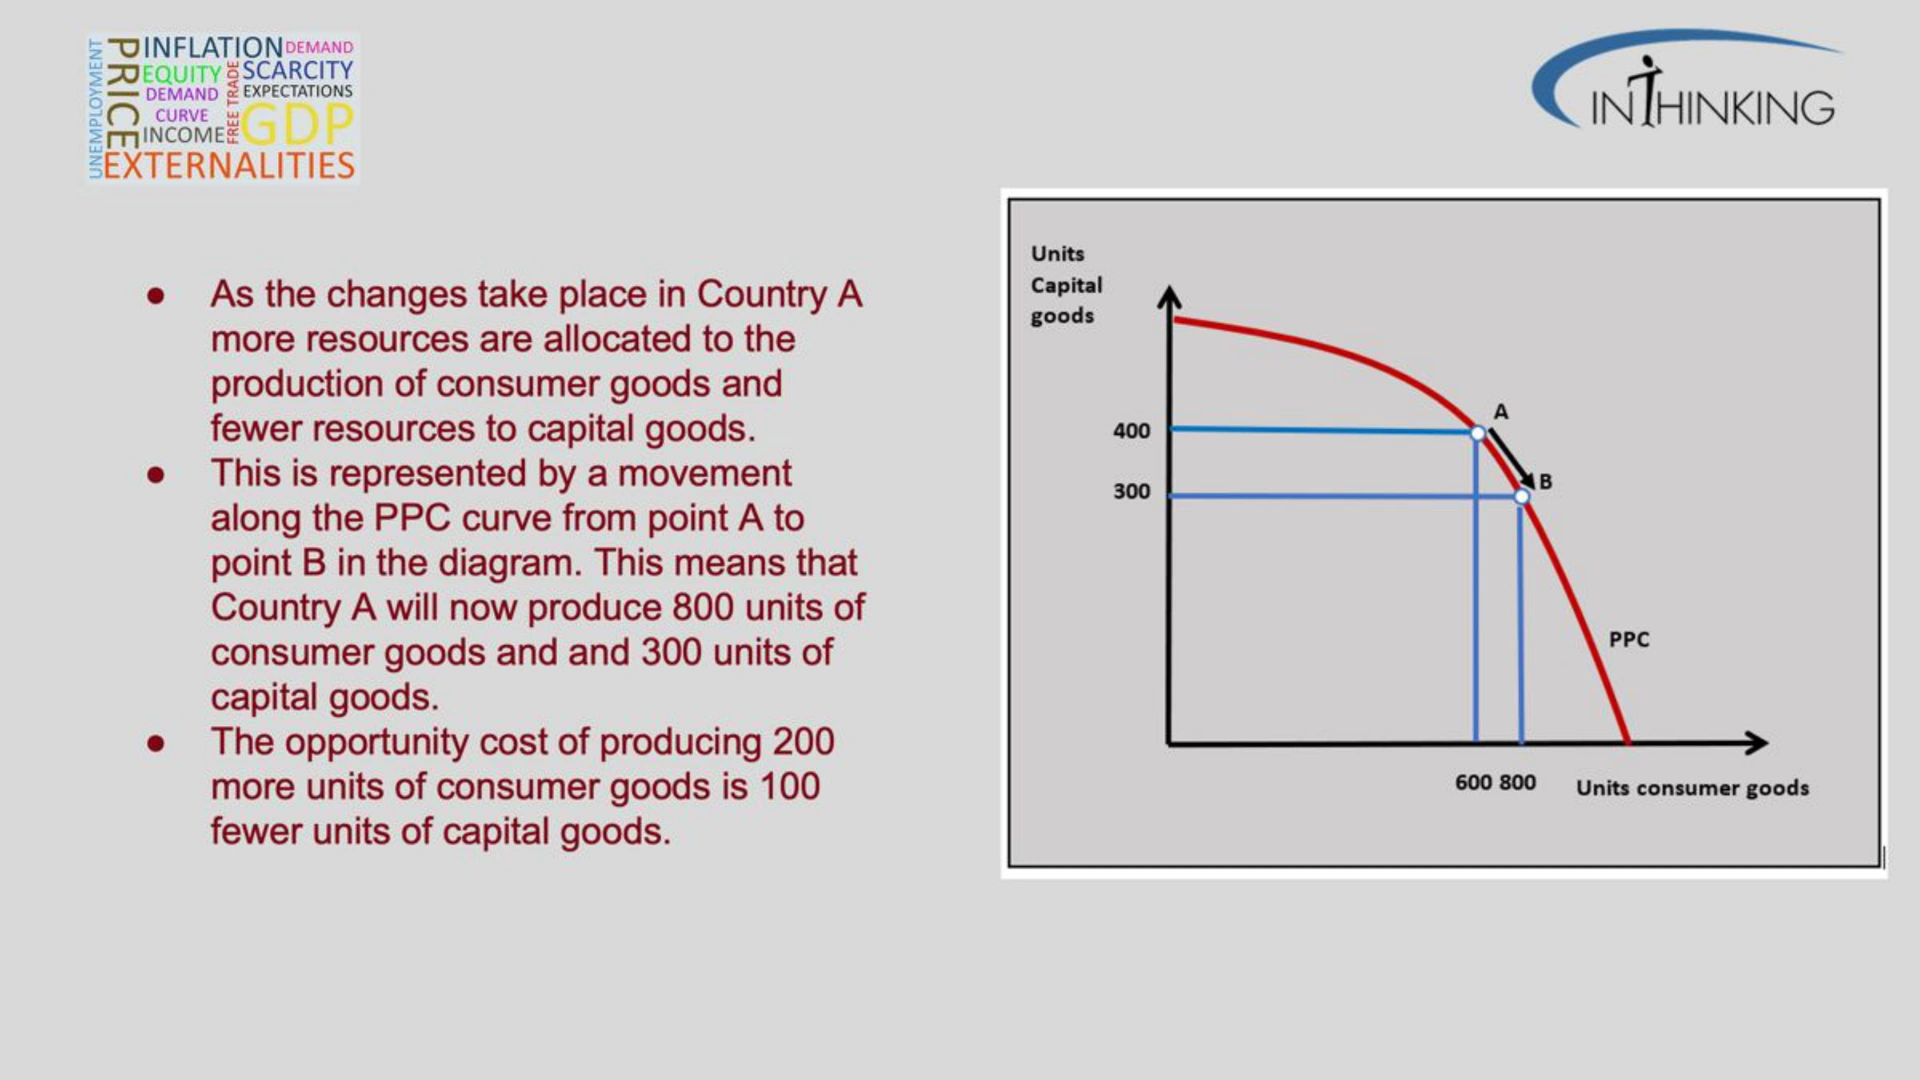 UNEMPLOYMENT
PRICE
INFLATION DEMAND
EQUITY SCARCITY
DEMAND EXPECTATIONS
CURVE
INCOME
FREE TRADE
GDP
EXTERNALITIES
INTHINKING
● As the changes take place in Country A
more resources are allocated to the
production of consumer goods and
fewer resources to capital goods.
● This is represented by a movement
along the PPC curve from point A to
point B in the diagram. This means that
Country A will now produce 800 units of
consumer goods and and 300 units of
capital goods.
● The opportunity cost of producing 200
more units of consumer goods is 100
fewer units of capital goods.
Units
Capital
goods
A
400
B
300
PPC
600 800 Units consumer goods